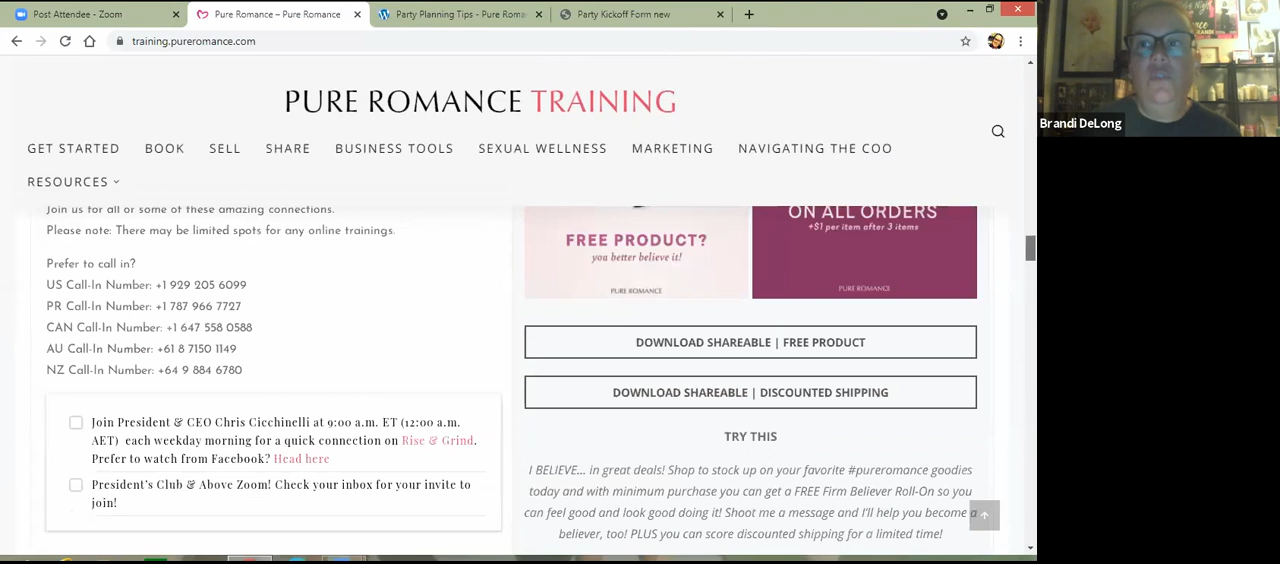 Post Attendee - Zoom
Pure Romance – Pure Romance
Party Planning Tips - Pure Roma
Party Kickoff Form new
training.pureromance.com
PURE ROMANCE TRAINING
GET STARTED BOOK SELL SHARE BUSINESS TOOLS SEXUAL WELLNESS MARKETING NAVIGATING THE COO
RESOURCES
Join us for all or some of these amazing connections.
Please note: There may be limited spots for any online trainings.
Prefer to call in?
US Call-In Number: +1 929 205 6099
PR Call-In Number: +1 787 966 7727
CAN Call-In Number: +1 647 558 0588
AU Call-In Number: +61 8 7150 1149
NZ Call-In Number: +64 9 884 6780
Join President & CEO Chris Cicchinelli at 9:00 a.m. ET (12:00 a.m.
AET) each weekday morning for a quick connection on Rise & Grind.
Prefer to watch from Facebook? Head here
President's Club & Above Zoom! Check your inbox for your invite to
join!
FREE PRODUCT?
you better believe it!
PURE ROMANCE
ON ALL ORDERS
+$1 per item after 3 items
PURE ROMANCE
DOWNLOAD SHAREABLE | FREE PRODUCT
DOWNLOAD SHAREABLE | DISCOUNTED SHIPPING
TRY THIS
I BELIEVE... in great deals! Shop to stock up on your favorite #pureromance goodies
today and with minimum purchase you can get a FREE Firm Believer Roll-On so you
can feel good and look good doing it! Shoot me a message and I'll help you become a
believer, too! PLUS you can score discounted shipping for a limited time!
Brandi DeLong